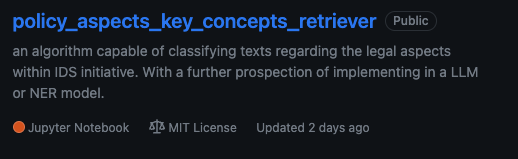 policy_aspects_key_concepts_retriever Public
an algorithm capable of classifying texts regarding the legal aspects
within IDS initiative. With a further prospection of implementing in a LLM
or NER model.
Jupyter Notebook MIT License Updated 2 days ago